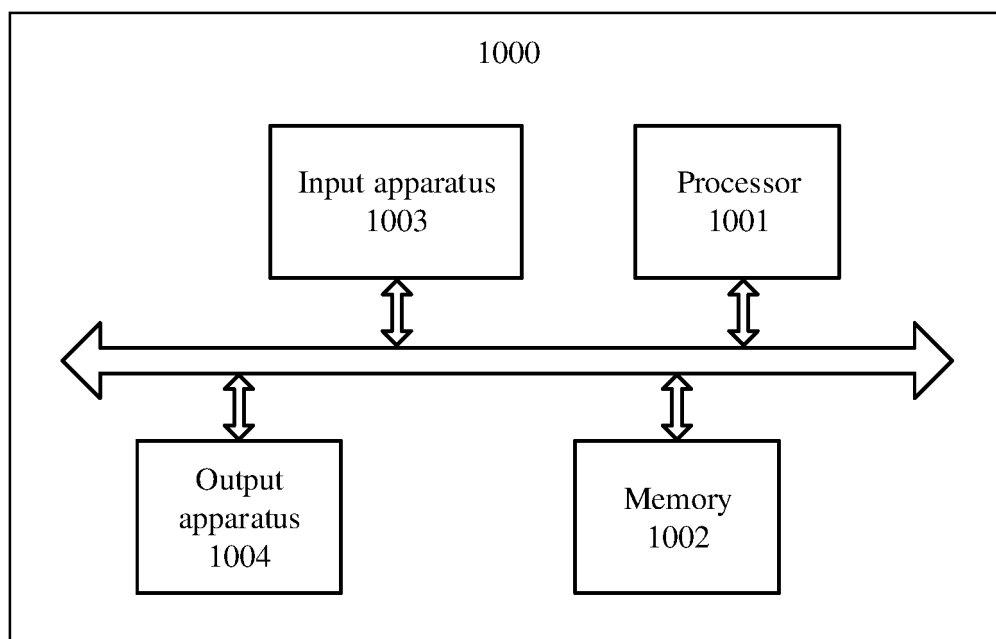 1000
Input apparatus
1003
Processor
1001
Output
apparatus
1004
Memory
1002